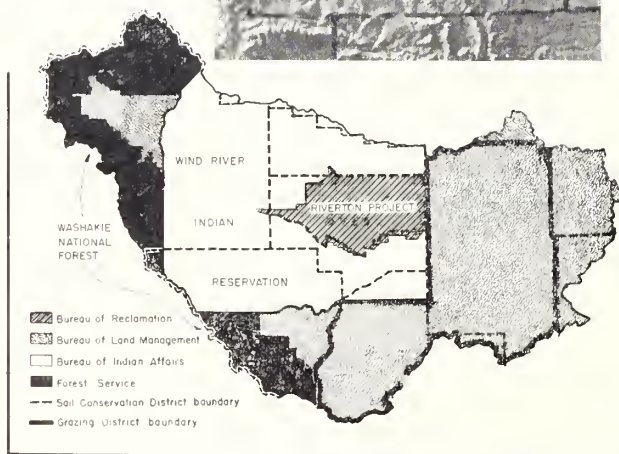 WIND RIVER
RIVERTON PROJECT
INDIAN
WASHAKIE
NATIONAL
FOREST
RESERVATION
Bureau of Reclamation
Bureau of Land Management
Bureau of Indian Affairs
Forest Service
Soil Conservation District boundary
Grazing District boundary